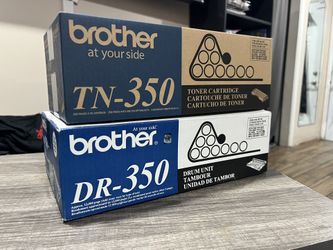 brother
at your side
TN-350
TONER CARTRIDGE
CARTOUCHE DE TONER
CARTUCHO DE TONER
At your side.
brother
DR-350
DRUM UNIT
TAMBOUR
UNIDAD DE TAMBOR